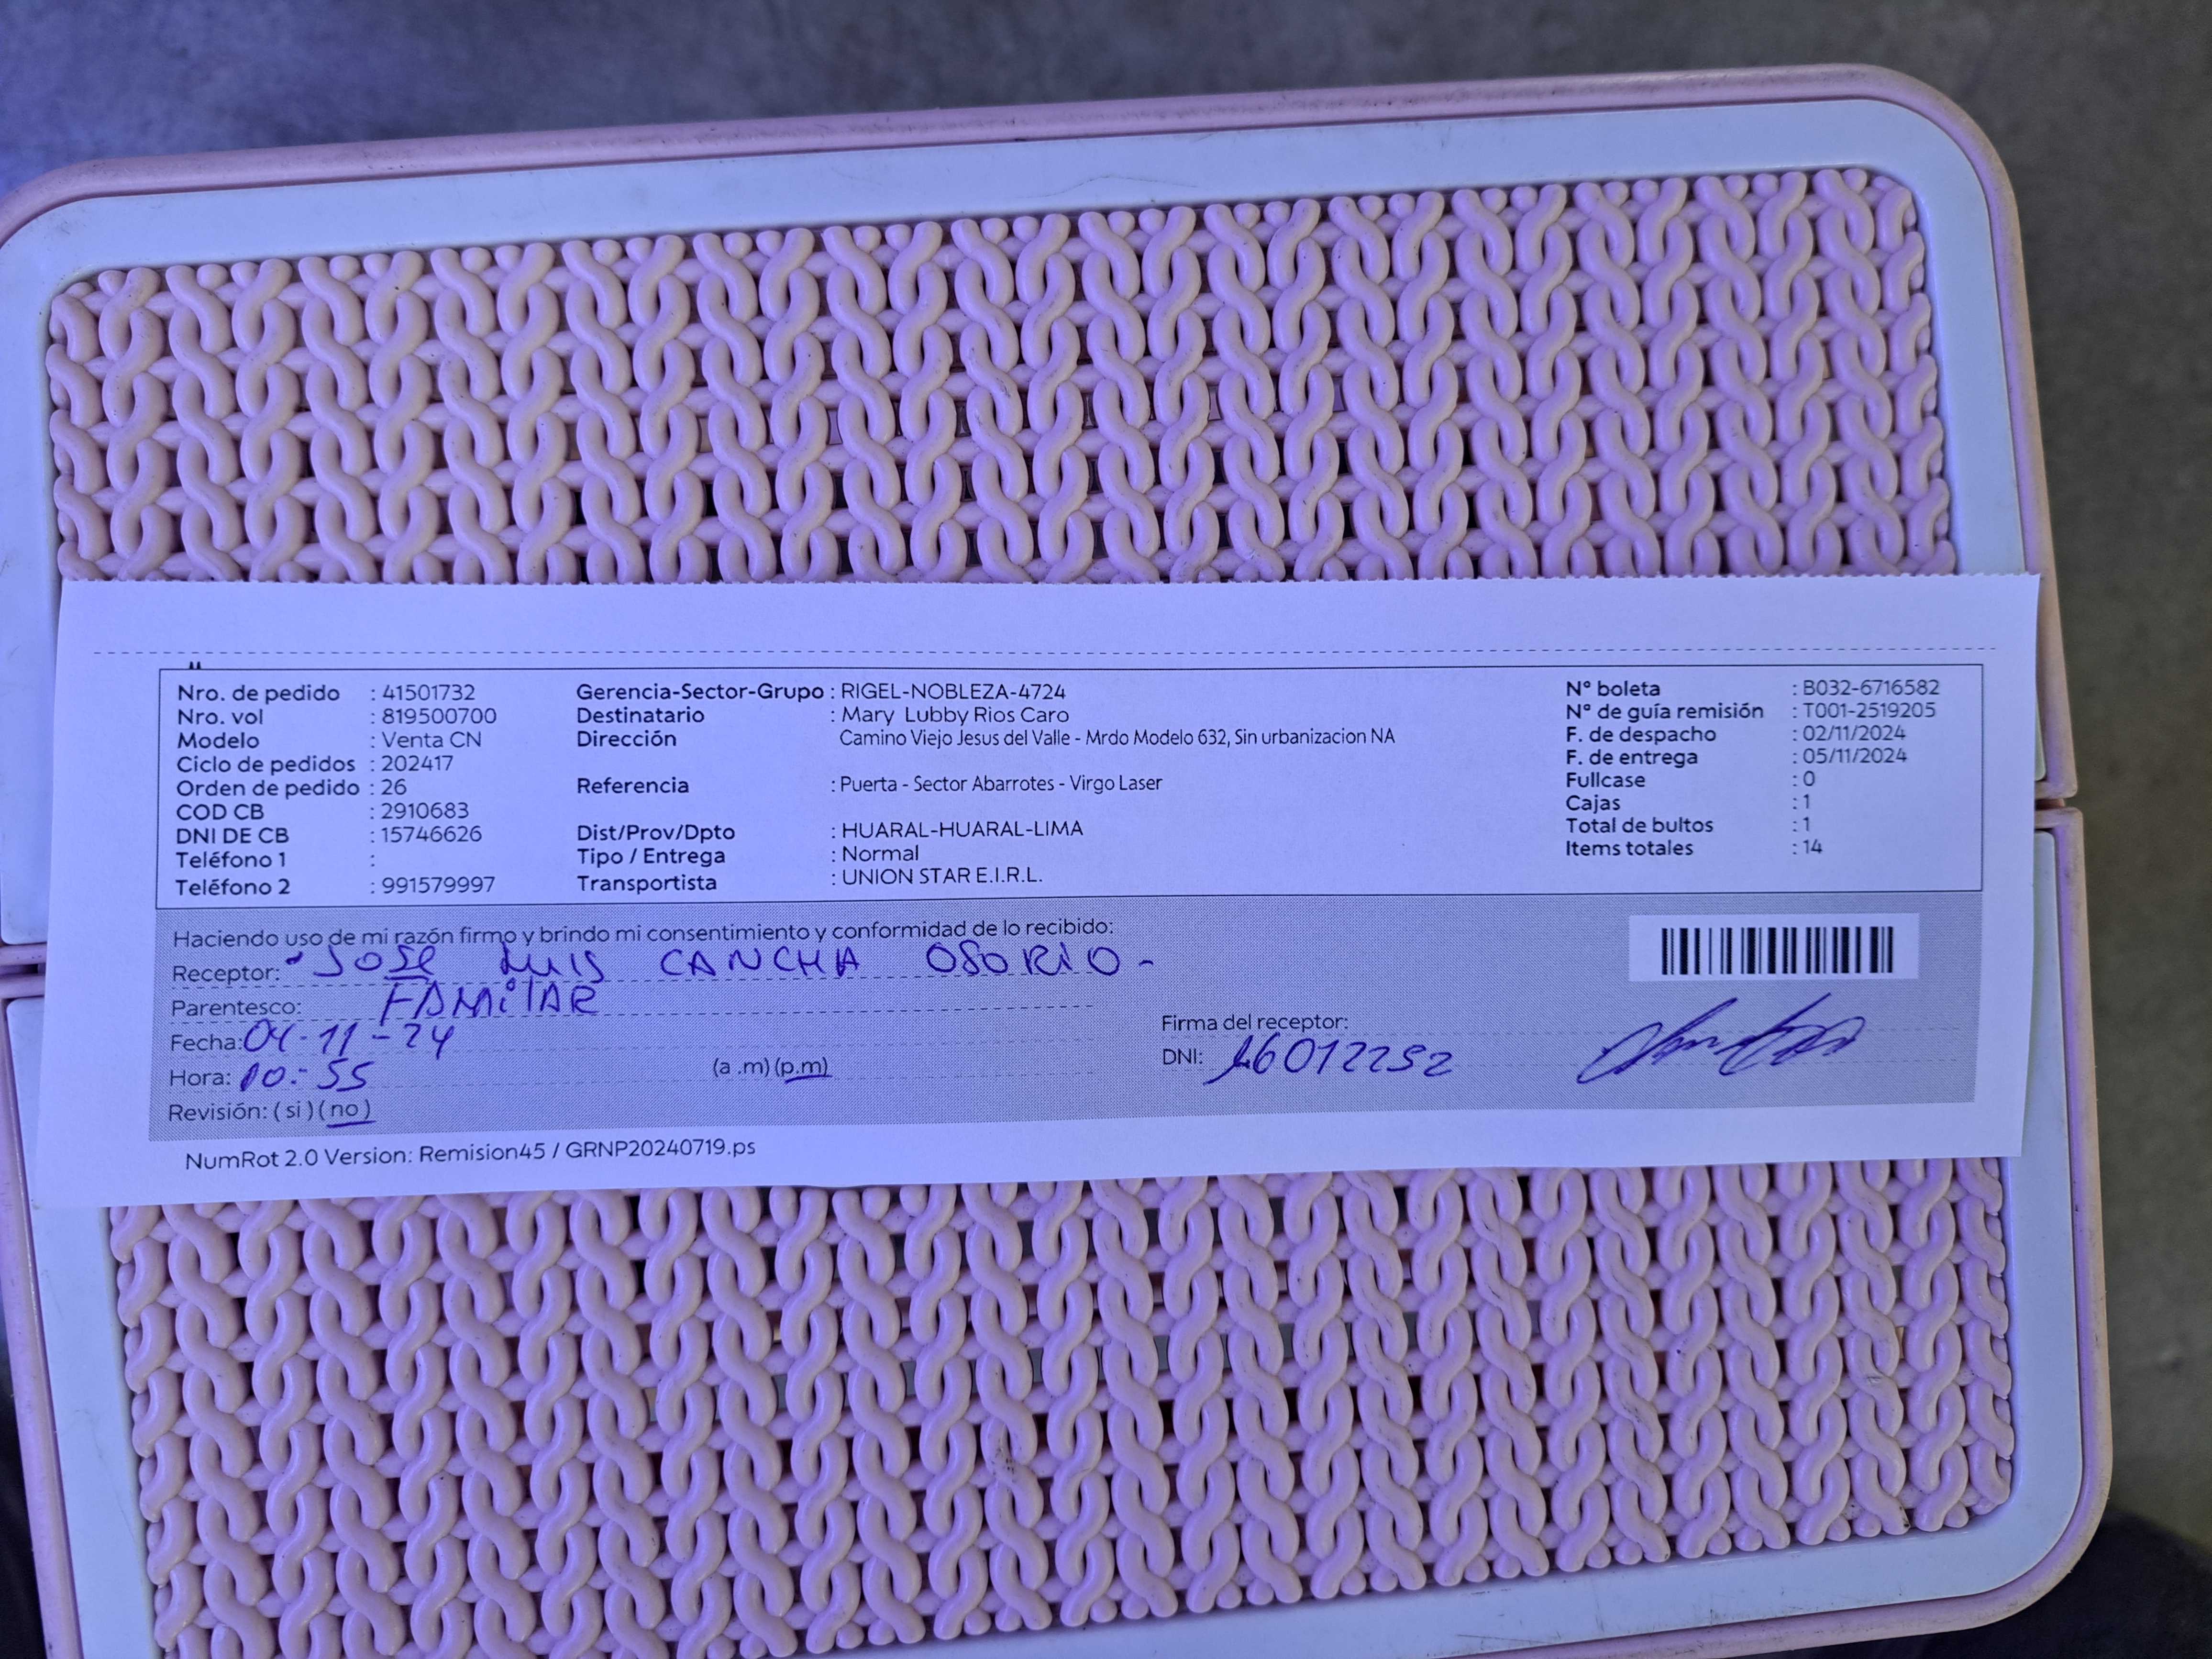 Nro. de pedido : 41501732
Nro. vol : 819500700
Modelo : Venta CN
Ciclo de pedidos : 202417
Orden de pedido : 26
COD CB : 2910683
DNI DE CB : 15746626
Teléfono 1 :
Teléfono 2 : 991579997
Gerencia-Sector-Grupo : RIGEL-NOBLEZA-4724
Destinatario : Mary Lubby Rios Caro
Dirección Camino Viejo Jesus del Valle - Mrdo Modelo 632, Sin urbanizacion NA
Referencia : Puerta - Sector Abarrotes - Virgo Laser
Dist/Prov/Dpto : HUARAL-HUARAL-LIMA
Tipo / Entrega : Normal
Transportista : UNION STAR E.I.R.L.
Nº boleta : B032-6716582
Nº de guía remisión : T001-2519205
F. de despacho : 02/11/2024
F. de entrega : 05/11/2024
Fullcase : 0
Cajas : 1
Total de bultos : 1
Items totales : 14
Haciendo uso de mi razón firmo y brindo mi consentimiento y conformidad de lo recibido:
Receptor: JOSE LUIS CANCHA OSORIO -
Parentesco: FAMiliAR
Fecha: 04-11-24
Hora: 10:55 (a .m) (p.m)
Revisión: ( si ) ( no )
Firma del receptor:
DNI: 16012252
NumRot 2.0 Version: Remision45 / GRNP20240719.ps